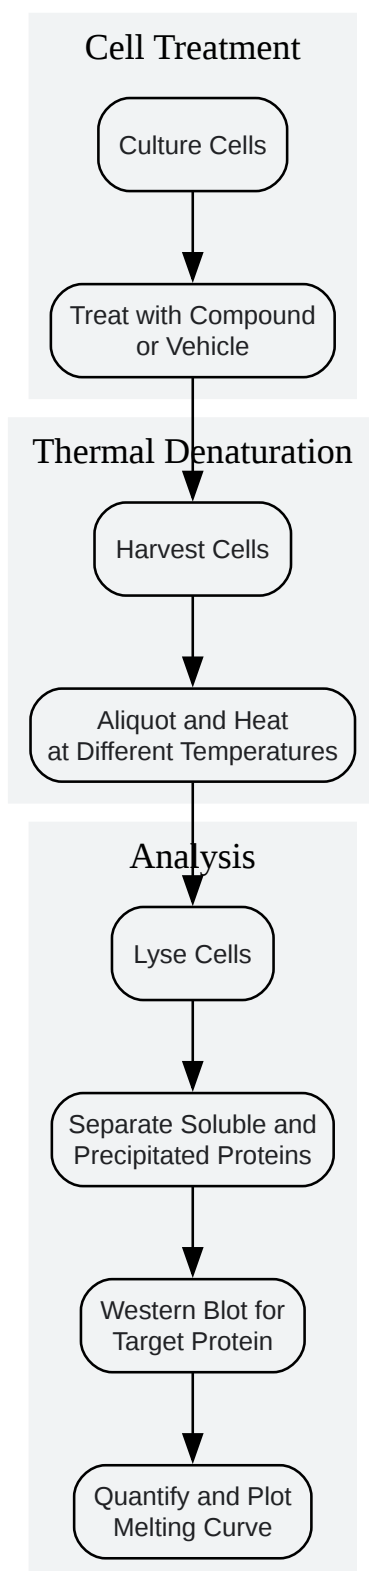 Cell Treatment
Culture Cells
Treat with Compound
or Vehicle
Thermal Denaturation
Harvest Cells
Aliquot and Heat
at Different Temperatures
Analysis
Lyse Cells
Separate Soluble and
Precipitated Proteins
Western Blot for
Target Protein
Quantify and Plot
Melting Curve